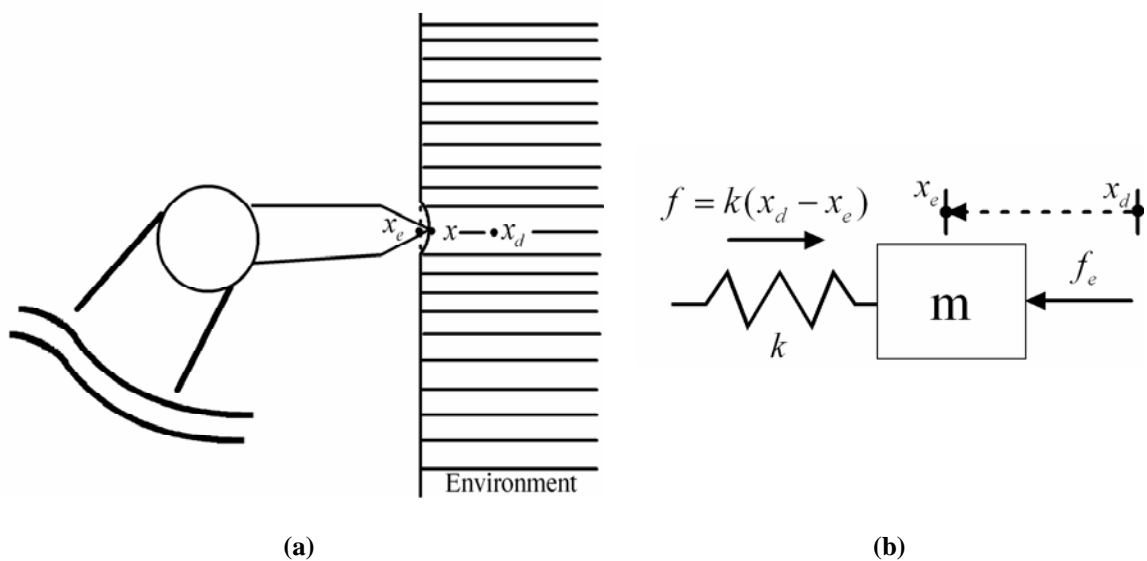 x_e x x_d
Environment
(a)
x_e x_d
f = k(x_d − x_e)
f_e
m
k
(b)